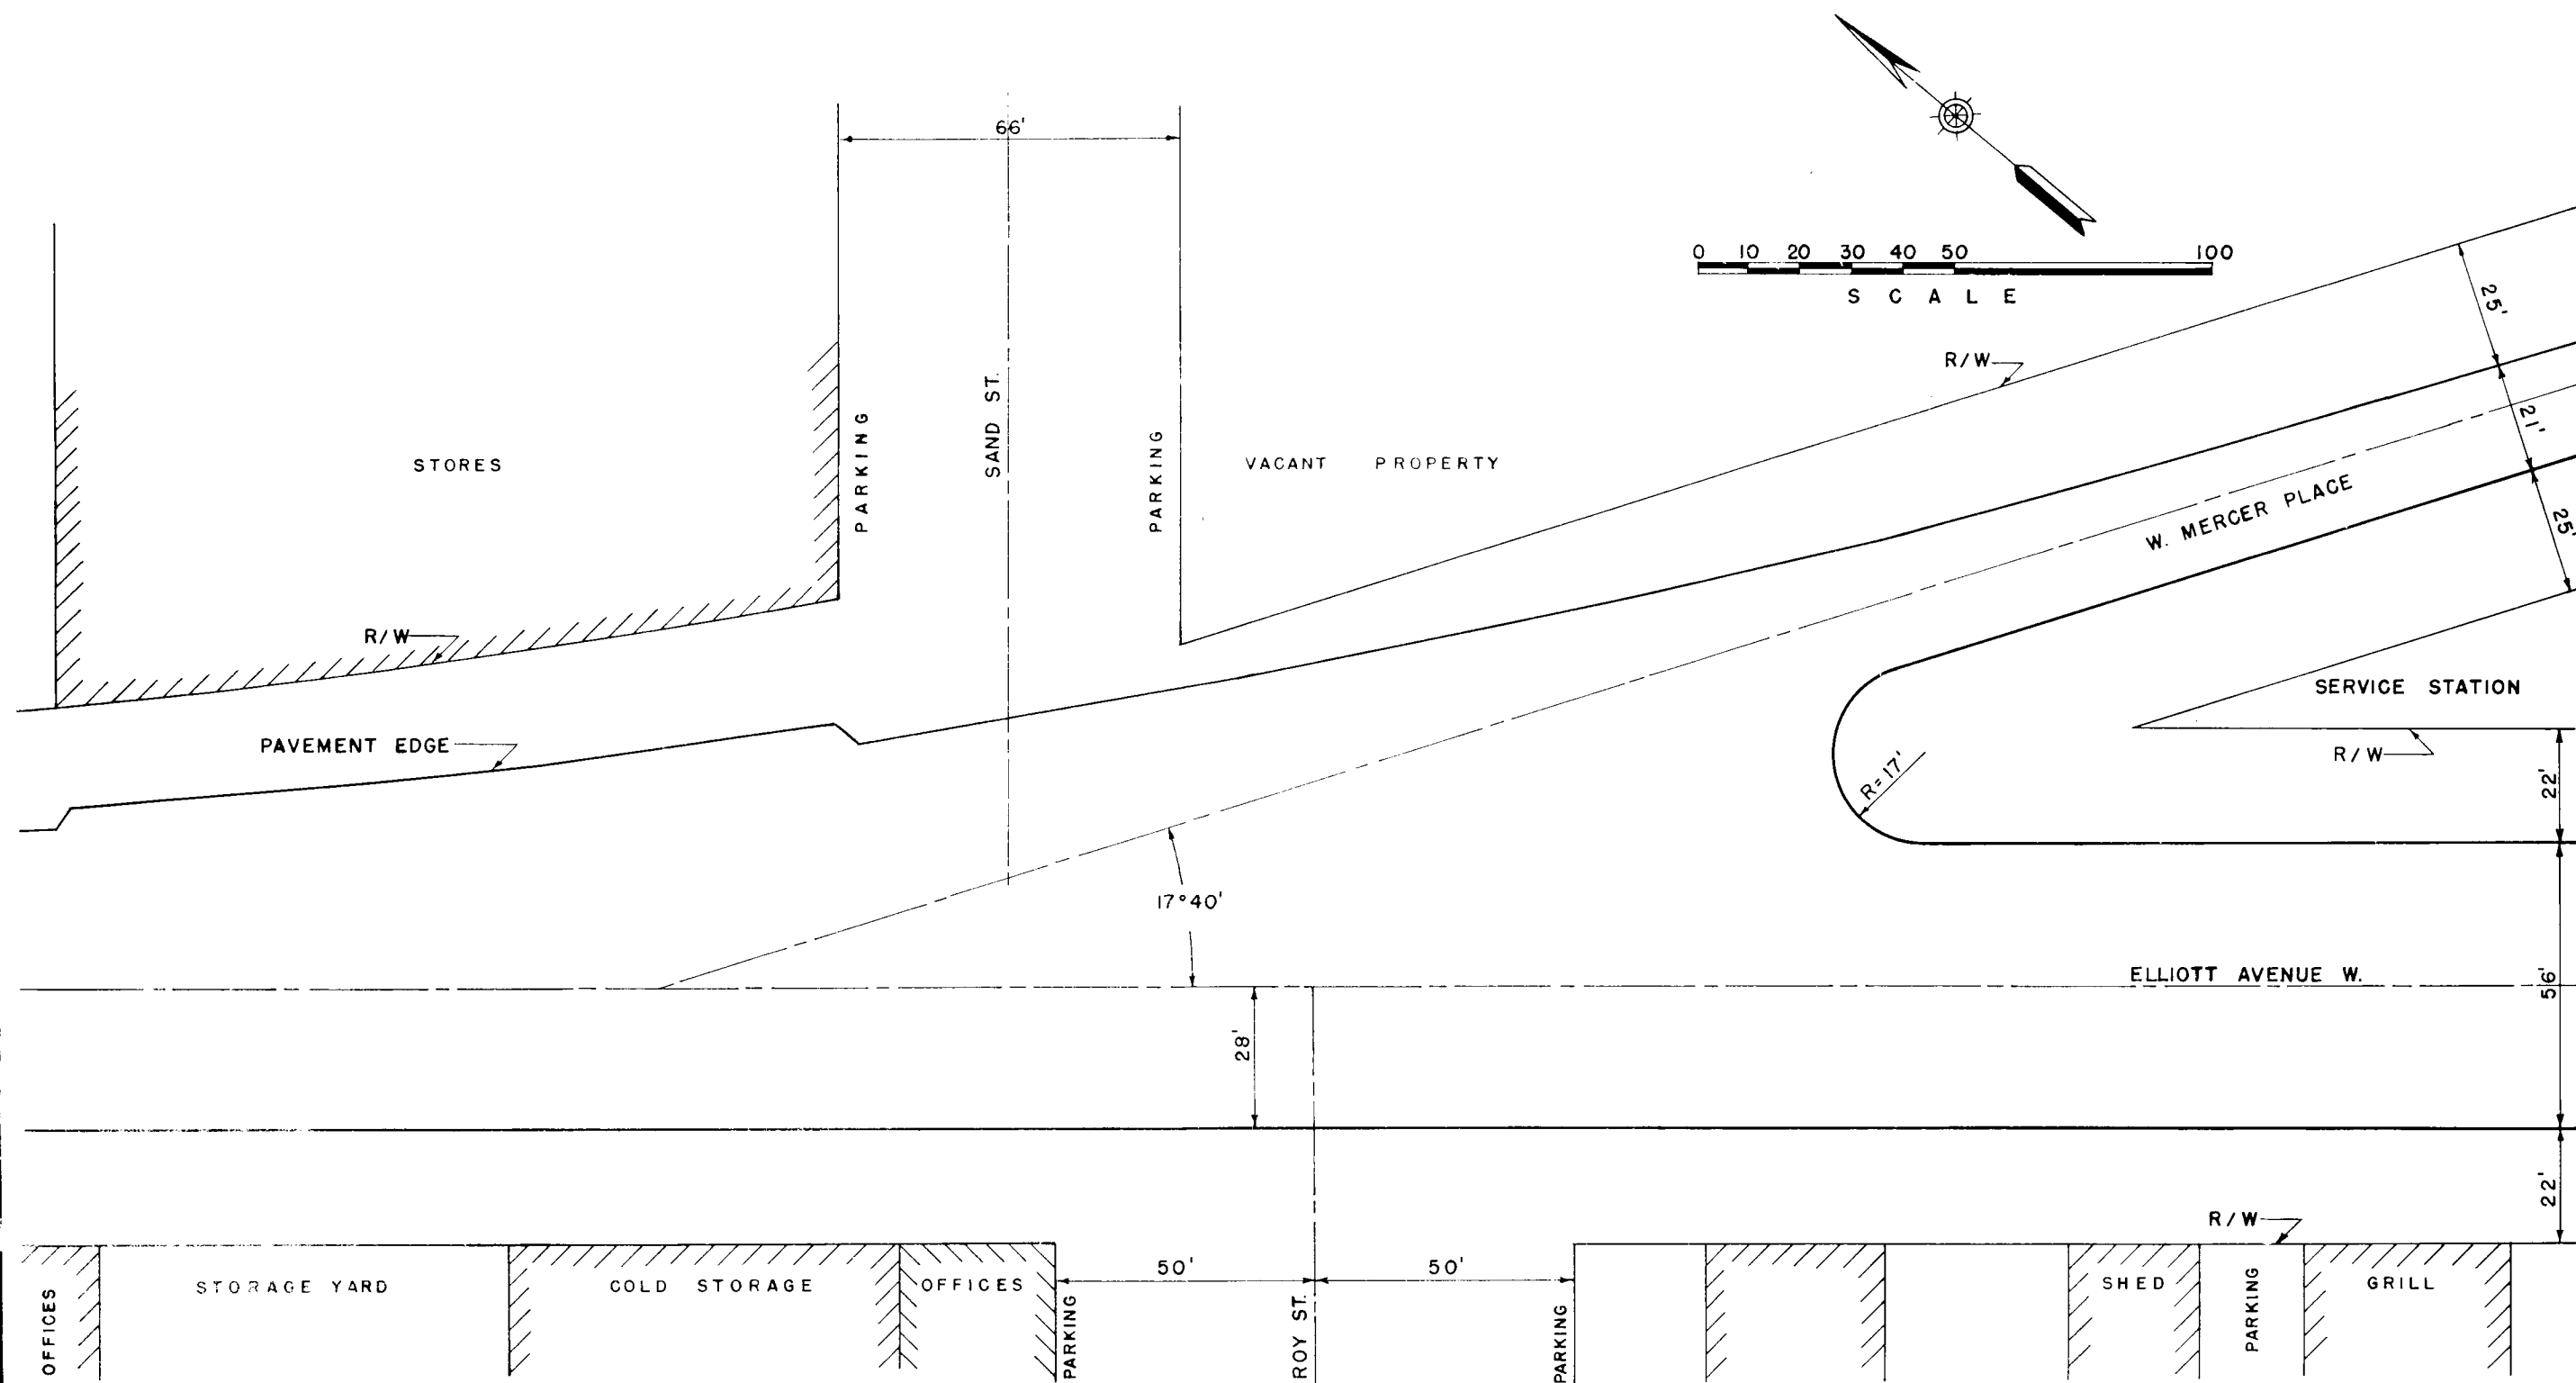 66'
0 10 20 30 40 50 100
S C A L E
25'
R/W
21'
SAND ST.
PARKING
PARKING
STORES
VACANT PROPERTY
W. MERCER PLACE
25'
R/W
SERVICE STATION
PAVEMENT EDGE
R/W
R=17'
22'
17°40'
ELLIOTT AVENUE W.
56'
28'
22'
R/W
50'
50'
OFFICES
STORAGE YARD
COLD STORAGE
OFFICES
PARKING
ROY ST.
PARKING
SHED
PARKING
GRILL